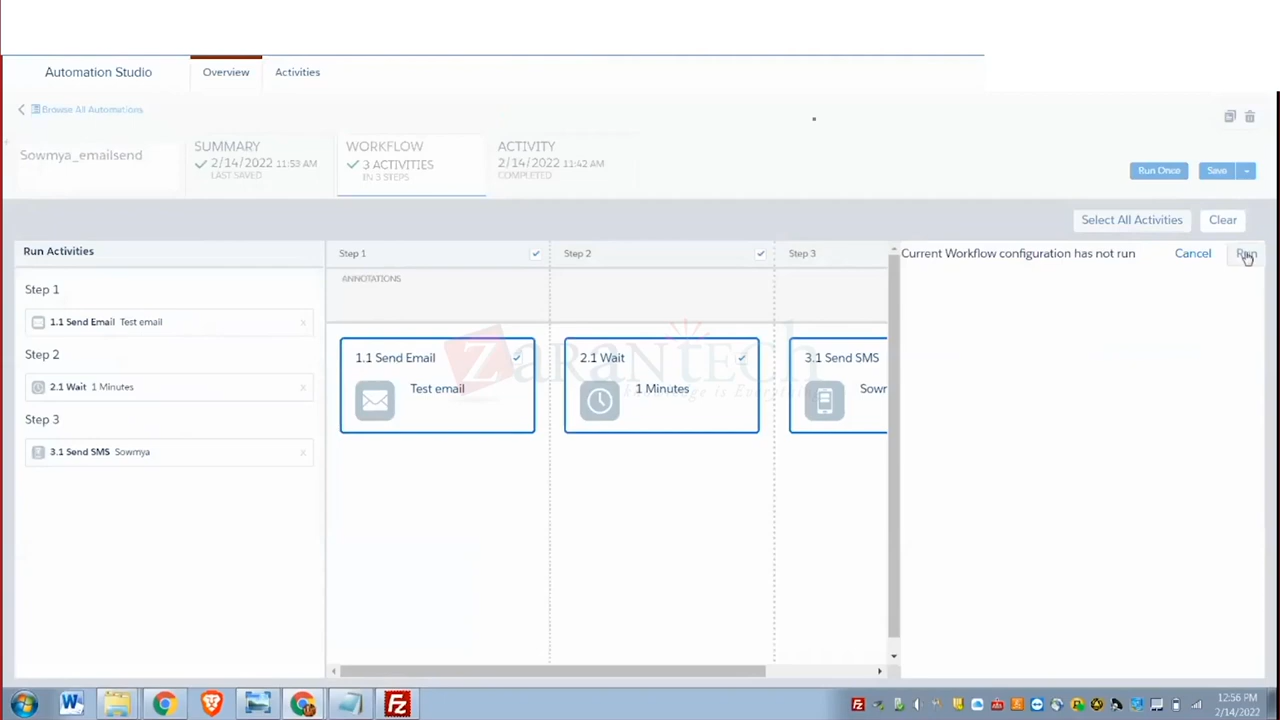 Automation Studio
Overview
Activities
Browse All Automations
Sowmya_emailsend
SUMMARY
2/14/2022 11:53 AM
LAST SAVED
WORKFLOW
3 ACTIVITIES
IN 3 STEPS
ACTIVITY
2/14/2022 11:42 AM
COMPLETED
Run Once
Save
Select All Activities
Clear
Run Activities
Step 1
1.1 Send Email Test email
Step 2
2.1 Wait 1 Minutes
Step 3
3.1 Send SMS Sowmya
Step 1
Step 2
Step 3
ANNOTATIONS
1.1 Send Email
Test email
2.1 Wait
1 Minutes
3.1 Send SMS
Sowr
Current Workflow configuration has not run
Cancel
Run
ZaranTech
Knowledge is Everything
12:56 PM
2/14/2022